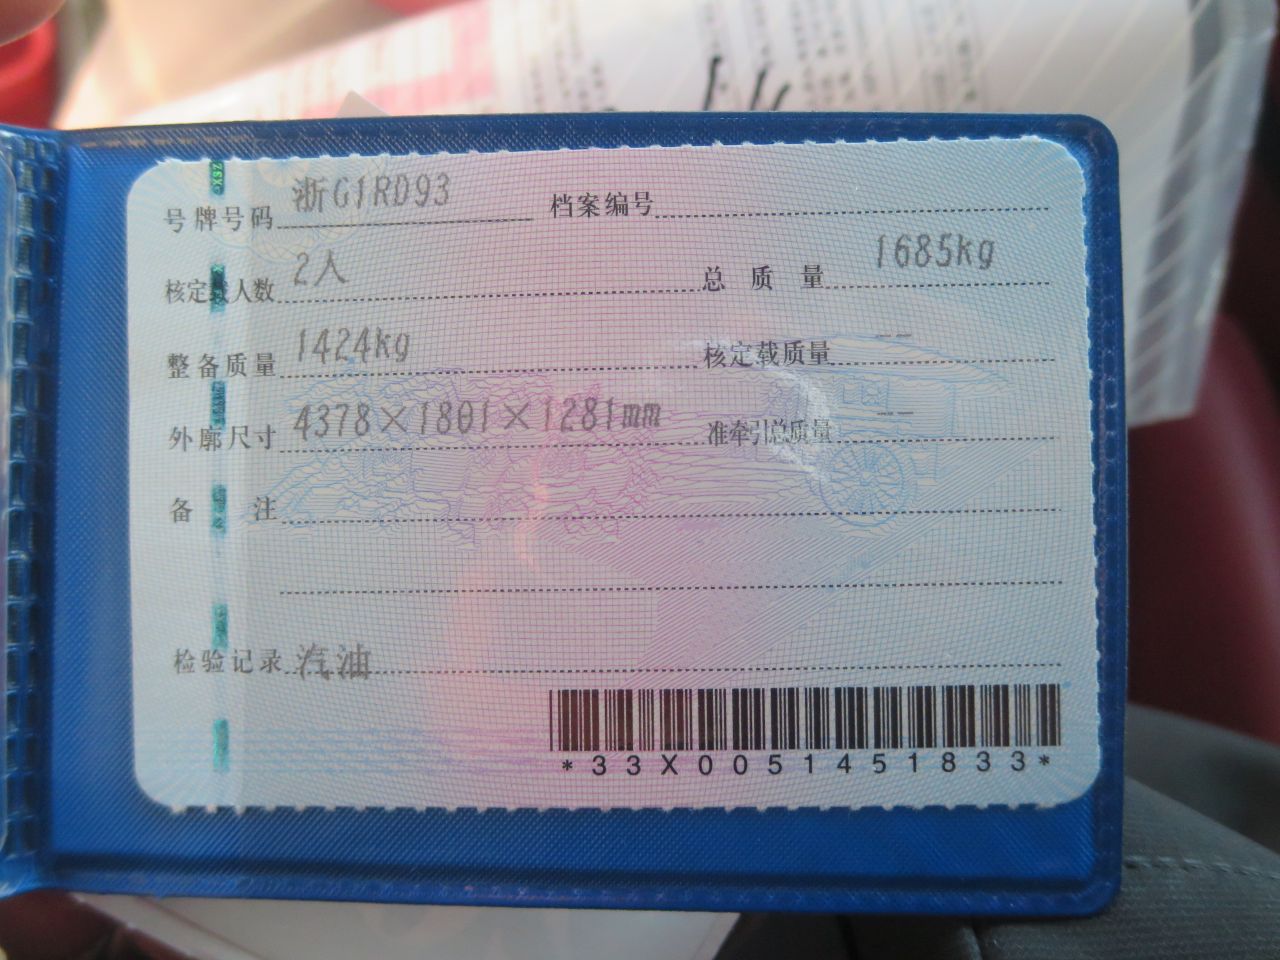 号牌号码 浙G1RD93 档案编号
核定载人数 2人 总质量 1685kg
整备质量 1424kg 核定载质量 --
外廓尺寸 4378×1801×1281mm 准牵引总质量 --
备注
检验记录 汽油
*33X0051451833*